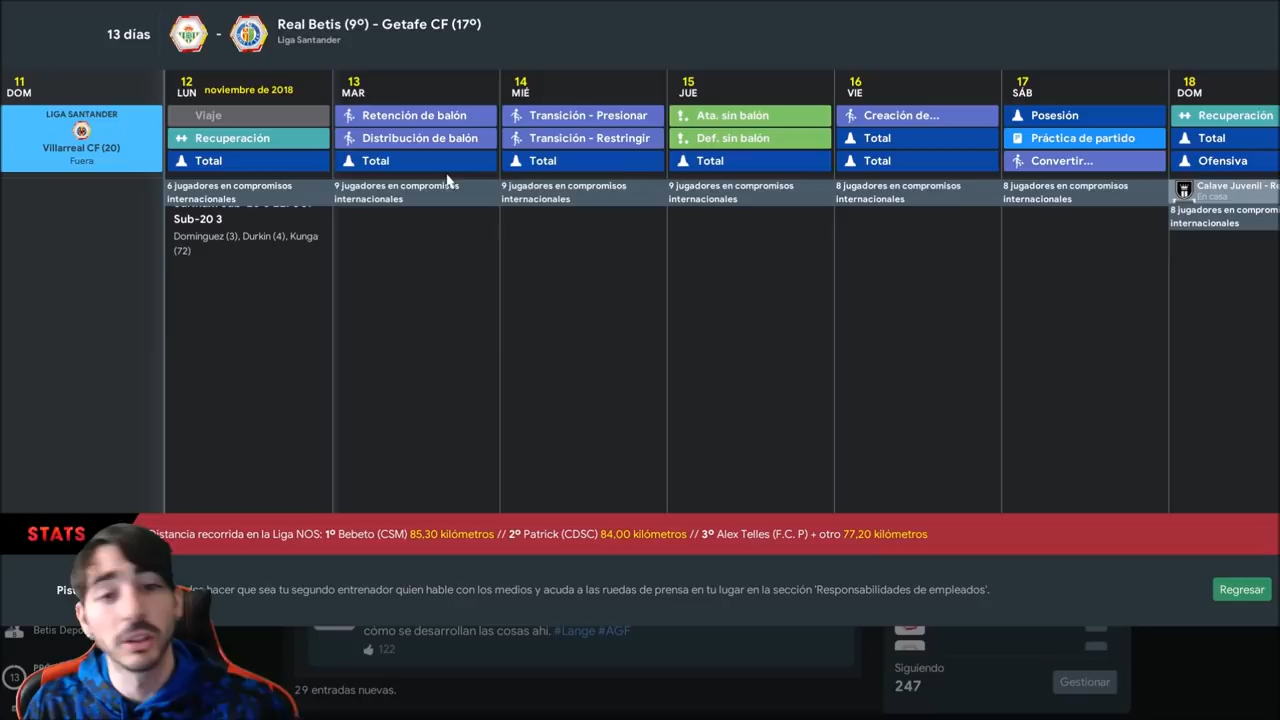 13 días
Real Betis (9º) - Getafe CF (17º)
Liga Santander
11
DOM
12
LUN
noviembre de 2018
13
MAR
14
MIÉ
15
JUE
16
VIE
17
SÁB
18
DOM
LIGA SANTANDER
Villarreal CF (20)
Fuera
Viaje
Recuperación
Total
Retención de balón
Distribución de balón
Total
Transición - Presionar
Transición - Restringir
Total
Ata. sin balón
Def. sin balón
Total
Creación de...
Total
Total
Posesión
Práctica de partido
Convertir...
Recuperación
Total
Ofensiva
6 jugadores en compromisos
internacionales
9 jugadores en compromisos
internacionales
9 jugadores en compromisos
internacionales
9 jugadores en compromisos
internacionales
8 jugadores en compromisos
internacionales
8 jugadores en compromisos
internacionales
Calave Juvenil - R
En casa
8 jugadores en comprom
internacionales
Sub-20 3
Dominguez (3), Durkin (4), Kunga
(72)
STATS
Distancia recorrida en la Liga NOS: 1º Bebeto (CSM) 85,30 kilómetros // 2º Patrick (CDSC) 84,00 kilómetros // 3º Alex Telles (F.C. P) + otro 77,20 kilómetros
hacer que sea tu segundo entrenador quien hable con los medios y acuda a las ruedas de prensa en tu lugar en la sección 'Responsabilidades de empleados'.
Regresar
Betis Depo
cómo se desarrollan las cosas ahí. #Lange #AGF
122
29 entradas nuevas.
13
Siguiendo
247
Gestionar